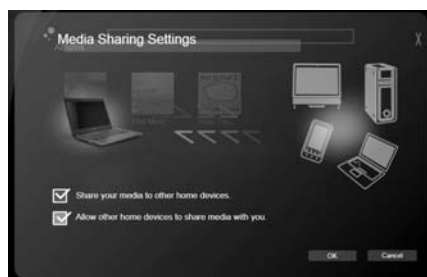 Media Sharing Settings
X
Share your media to other home devices.
Allow other home devices to share media with you.
OK
Cancel